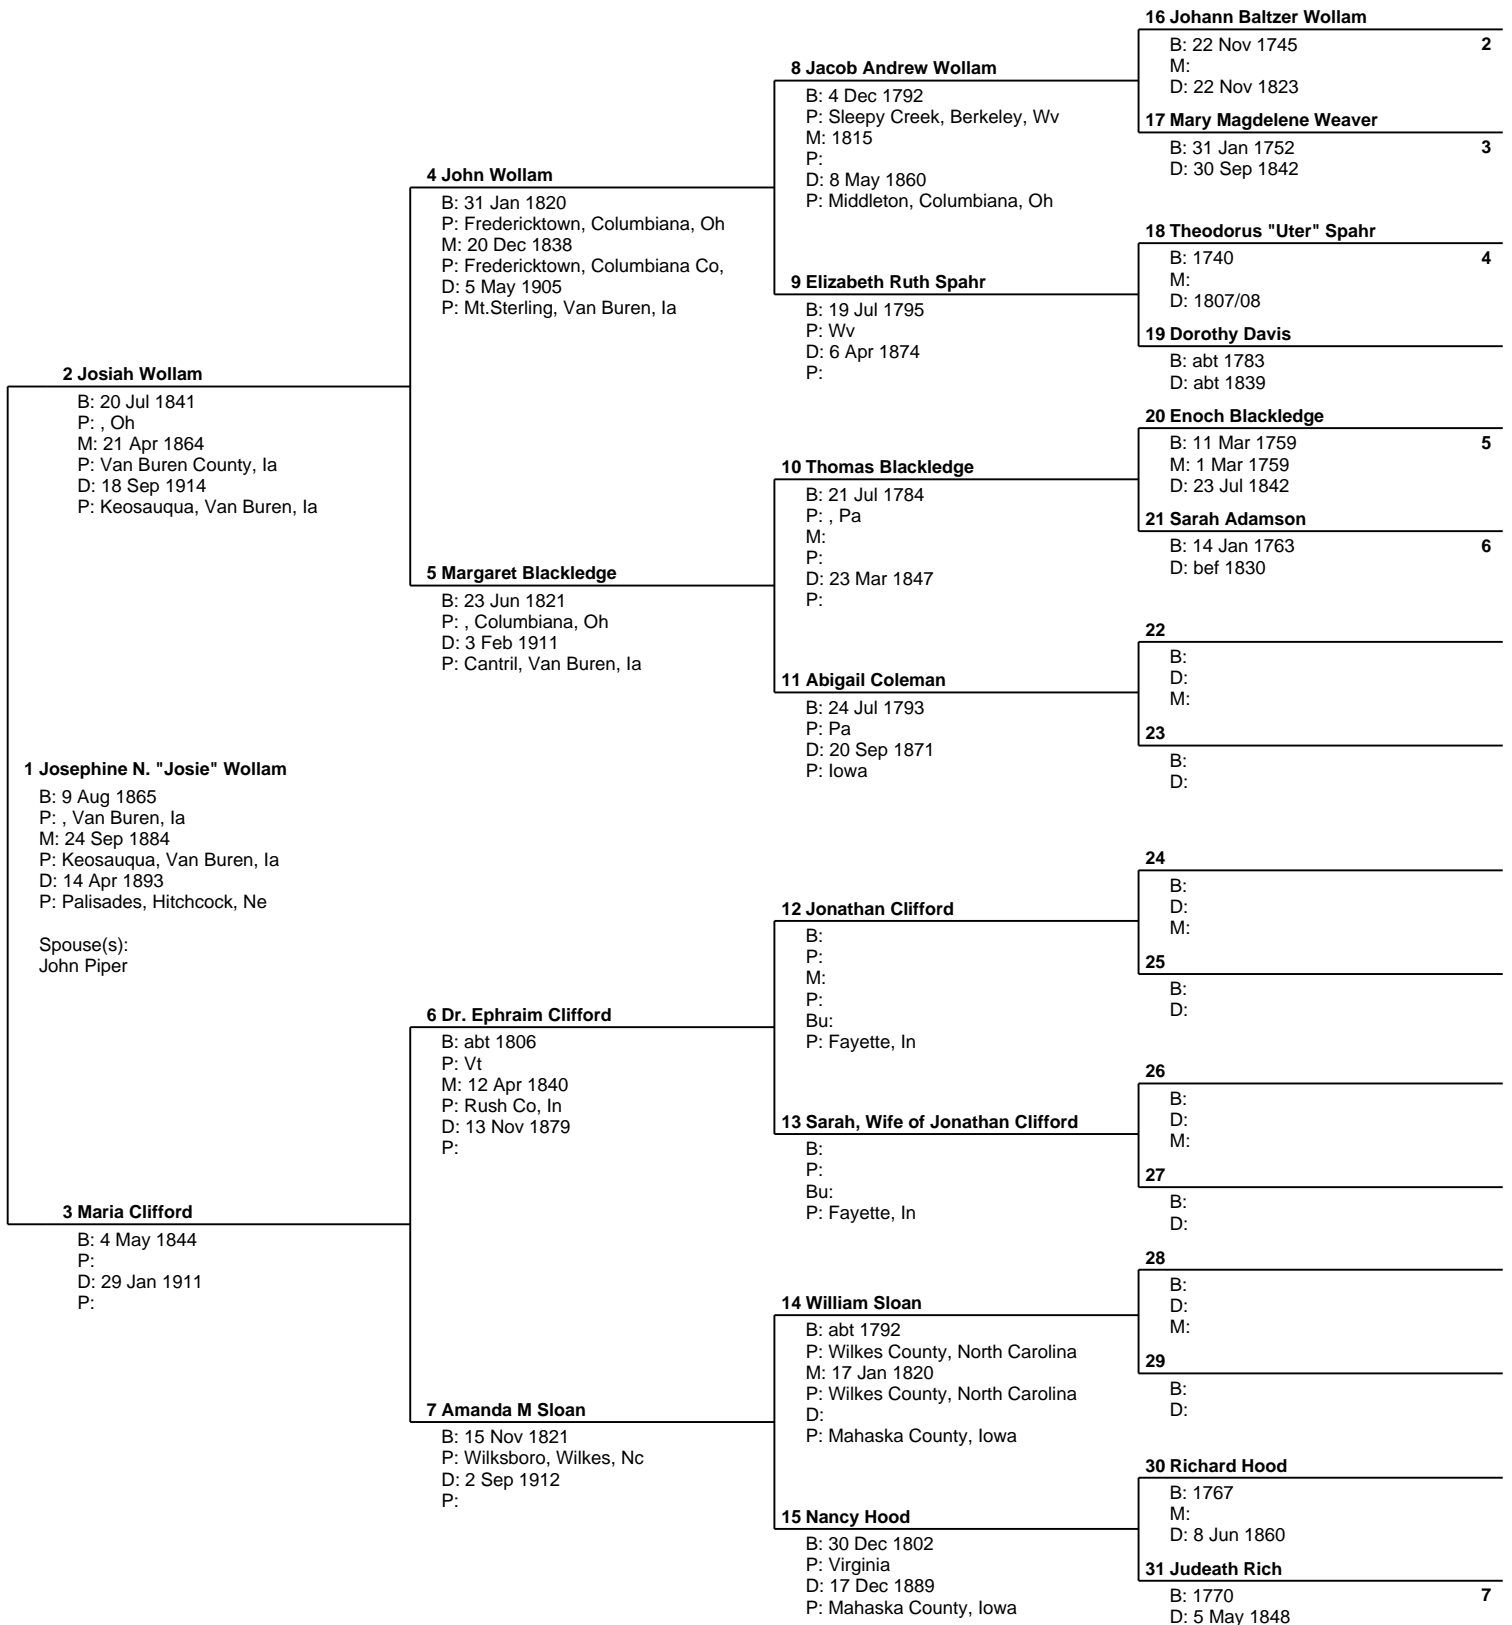 16 Johann Baltzer Wollam
B: 22 Nov 1745 2
M:
D: 22 Nov 1823
8 Jacob Andrew Wollam
B: 4 Dec 1792
P: Sleepy Creek, Berkeley, Wv
M: 1815
P:
D: 8 May 1860
P: Middleton, Columbiana, Oh
17 Mary Magdelene Weaver
B: 31 Jan 1752 3
D: 30 Sep 1842
4 John Wollam
B: 31 Jan 1820
P: Fredericktown, Columbiana, Oh
M: 20 Dec 1838
P: Fredericktown, Columbiana Co,
D: 5 May 1905
P: Mt.Sterling, Van Buren, Ia
18 Theodorus "Uter" Spahr
B: 1740 4
M:
D: 1807/08
9 Elizabeth Ruth Spahr
B: 19 Jul 1795
P: Wv
D: 6 Apr 1874
P:
19 Dorothy Davis
B: abt 1783
D: abt 1839
2 Josiah Wollam
B: 20 Jul 1841
P: , Oh
M: 21 Apr 1864
P: Van Buren County, Ia
D: 18 Sep 1914
P: Keosauqua, Van Buren, Ia
20 Enoch Blackledge
B: 11 Mar 1759 5
M: 1 Mar 1759
D: 23 Jul 1842
10 Thomas Blackledge
B: 21 Jul 1784
P: , Pa
M:
P:
D: 23 Mar 1847
P:
21 Sarah Adamson
B: 14 Jan 1763 6
D: bef 1830
5 Margaret Blackledge
B: 23 Jun 1821
P: , Columbiana, Oh
D: 3 Feb 1911
P: Cantril, Van Buren, Ia
22
B:
D:
M:
11 Abigail Coleman
B: 24 Jul 1793
P: Pa
D: 20 Sep 1871
P: Iowa
23
B:
D:
1 Josephine N. "Josie" Wollam
B: 9 Aug 1865
P: , Van Buren, Ia
M: 24 Sep 1884
P: Keosauqua, Van Buren, Ia
D: 14 Apr 1893
P: Palisades, Hitchcock, Ne
Spouse(s):
John Piper
24
B:
D:
M:
12 Jonathan Clifford
B:
P:
M:
P:
Bu:
P: Fayette, In
25
B:
D:
6 Dr. Ephraim Clifford
B: abt 1806
P: Vt
M: 12 Apr 1840
P: Rush Co, In
D: 13 Nov 1879
P:
26
B:
D:
M:
13 Sarah, Wife of Jonathan Clifford
B:
P:
Bu:
P: Fayette, In
27
B:
D:
3 Maria Clifford
B: 4 May 1844
P:
D: 29 Jan 1911
P:
28
B:
D:
M:
14 William Sloan
B: abt 1792
P: Wilkes County, North Carolina
M: 17 Jan 1820
P: Wilkes County, North Carolina
D:
P: Mahaska County, Iowa
29
B:
D:
7 Amanda M Sloan
B: 15 Nov 1821
P: Wilksboro, Wilkes, Nc
D: 2 Sep 1912
P:
30 Richard Hood
B: 1767
M:
D: 8 Jun 1860
15 Nancy Hood
B: 30 Dec 1802
P: Virginia
D: 17 Dec 1889
P: Mahaska County, Iowa
31 Judeath Rich
B: 1770 7
D: 5 May 1848